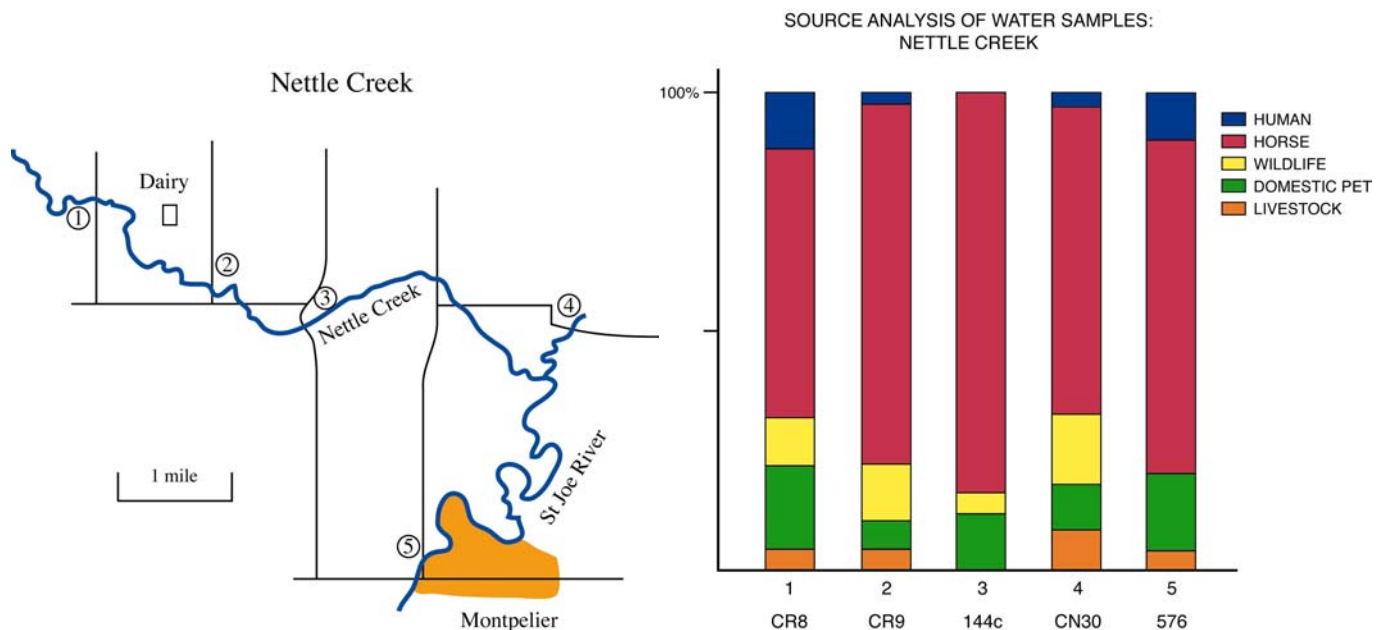 Nettle Creek
Dairy
①
②
③
Nettle Creek
④
1 mile
St Joe River
⑤
Montpelier
SOURCE ANALYSIS OF WATER SAMPLES:
NETTLE CREEK
100%
HUMAN
HORSE
WILDLIFE
DOMESTIC PET
LIVESTOCK
1 2 3 4 5
CR8 CR9 144c CN30 576